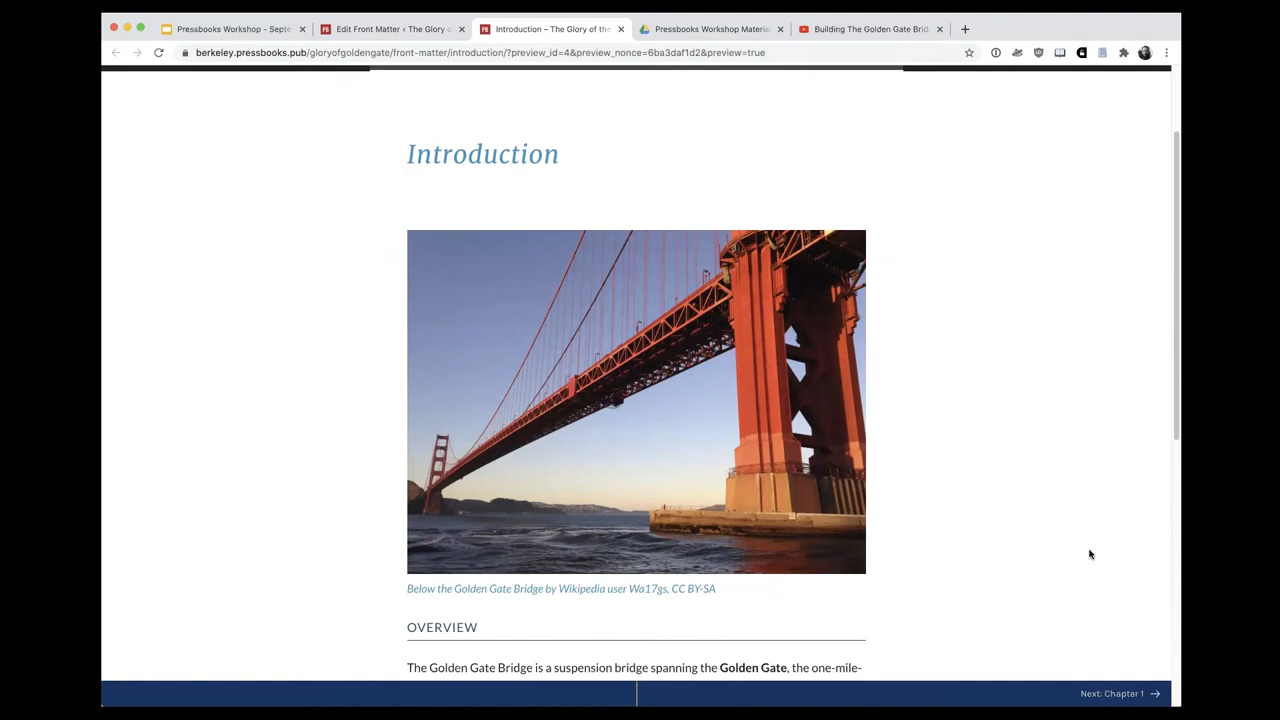 Pressbooks Workshop - Septe
Edit Front Matter ‹ The Glory o
Introduction – The Glory of the
Pressbooks Workshop Material
Building The Golden Gate Brid
berkeley.pressbooks.pub/gloryofgoldengate/front-matter/introduction/?preview_id=4&preview_nonce=6ba3daf1d2&preview=true
Introduction
Below the Golden Gate Bridge by Wikipedia user Wa17gs, CC BY-SA
OVERVIEW
The Golden Gate Bridge is a suspension bridge spanning the Golden Gate, the one-mile-
Next: Chapter 1 →